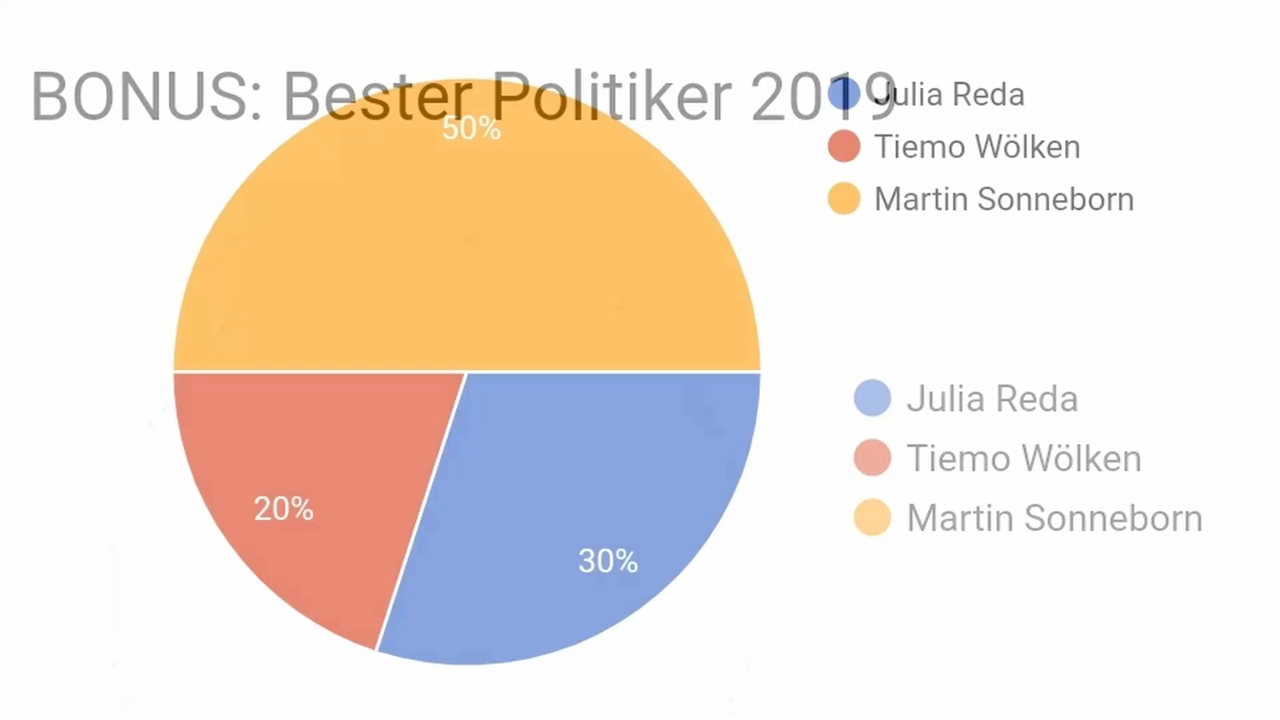 BONUS: Bester Politiker 2019
Julia Reda
Tiemo Wölken
Martin Sonneborn
50%
20%
30%
Julia Reda
Tiemo Wölken
Martin Sonneborn